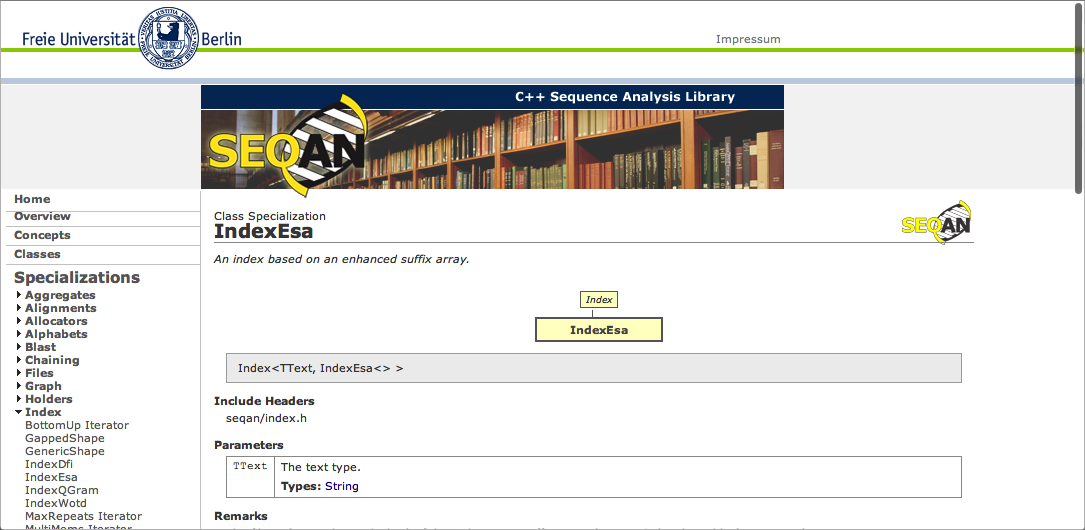 Freie Universität Berlin
Impressum
C++ Sequence Analysis Library
SEQAN
Home
Overview
Concepts
Classes
Specializations
Aggregates
Alignments
Allocators
Alphabets
Blast
Chaining
Files
Graph
Holders
Index
BottomUp Iterator
GappedShape
GenericShape
IndexDfi
IndexEsa
IndexQGram
IndexWotd
MaxRepeats Iterator
MultiMems Iterator
Class Specialization
IndexEsa
SEQAN
An index based on an enhanced suffix array.
Index
IndexEsa
Index<TText, IndexEsa<> >
Include Headers
seqan/index.h
Parameters
TText The text type.
Types: String
Remarks